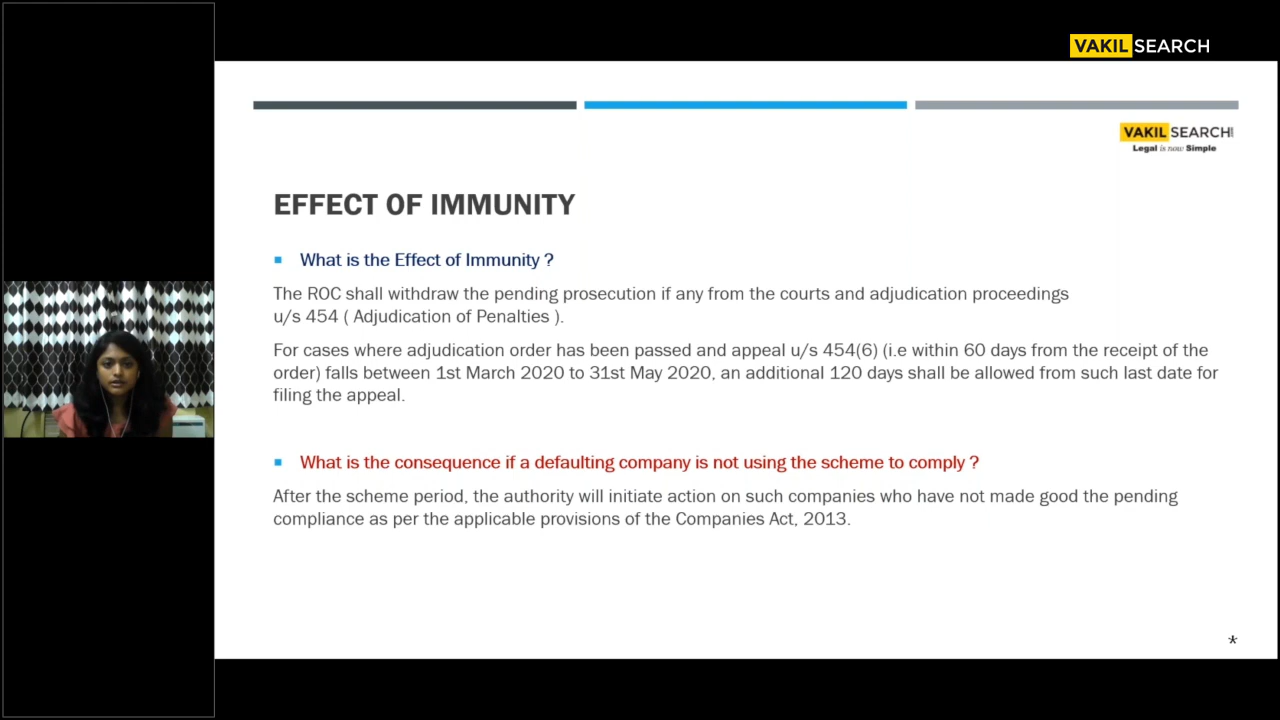 VAKILSEARCH
VAKILSEARCH
Legal is now Simple
EFFECT OF IMMUNITY
What is the Effect of Immunity ?
The ROC shall withdraw the pending prosecution if any from the courts and adjudication proceedings
u/s 454 ( Adjudication of Penalties ).
For cases where adjudication order has been passed and appeal u/s 454(6) (i.e within 60 days from the receipt of the
order) falls between 1st March 2020 to 31st May 2020, an additional 120 days shall be allowed from such last date for
filing the appeal.
What is the consequence if a defaulting company is not using the scheme to comply ?
After the scheme period, the authority will initiate action on such companies who have not made good the pending
compliance as per the applicable provisions of the Companies Act, 2013.
*